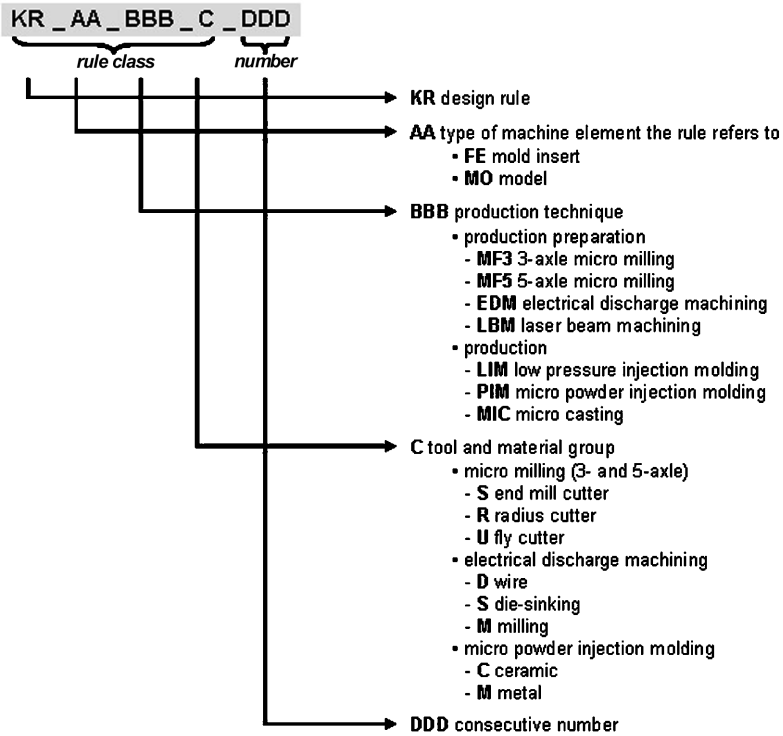 KR _ AA _ BBB _ C _ DDD
rule class
number
KR design rule
AA type of machine element the rule refers to
• FE mold insert
• MO model
BBB production technique
• production preparation
- MF3 3-axle micro milling
- MF5 5-axle micro milling
- EDM electrical discharge machining
- LBM laser beam machining
• production
- LIM low pressure injection molding
- PIM micro powder injection molding
- MIC micro casting
C tool and material group
• micro milling (3- and 5-axle)
- S end mill cutter
- R radius cutter
- U fly cutter
• electrical discharge machining
- D wire
- S die-sinking
- M milling
• micro powder injection molding
- C ceramic
- M metal
DDD consecutive number